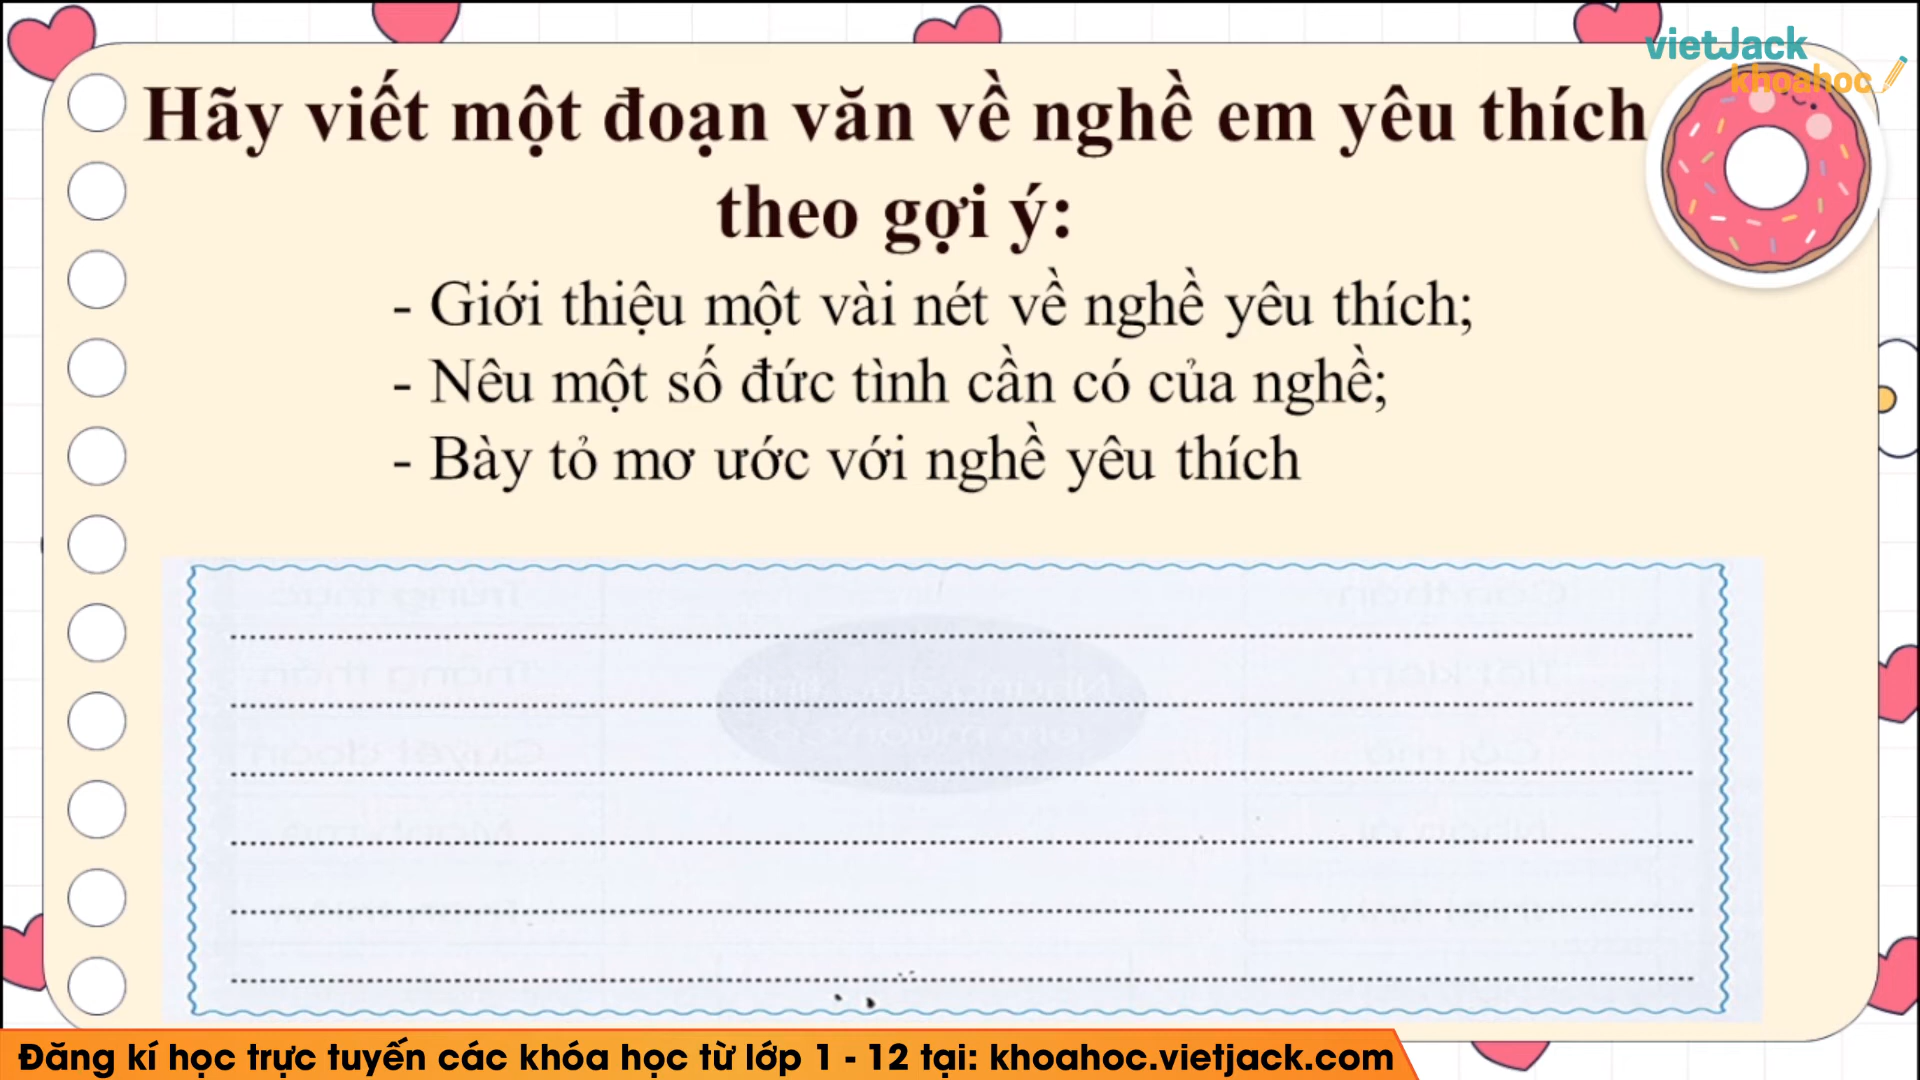 vietJack
khoahoc
Hãy viết một đoạn văn về nghề em yêu thích
theo gợi ý:
- Giới thiệu một vài nét về nghề yêu thích;
- Nêu một số đức tình cần có của nghề;
- Bày tỏ mơ ước với nghề yêu thích
Đăng kí học trực tuyến các khóa học từ lớp 1 - 12 tại: khoahoc.vietjack.com